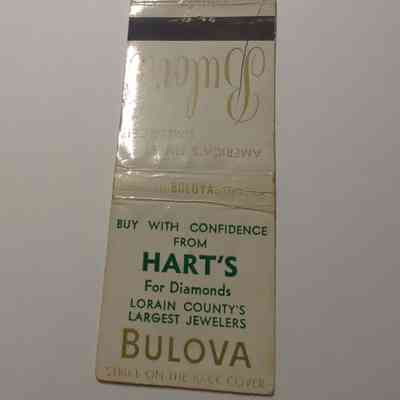 Bulova
AMERICA'S
BULOVA
BUY WITH CONFIDENCE
FROM
HART'S
For Diamonds
LORAIN COUNTY'S
LARGEST JEWELERS
BULOVA
STRIKE ON THE BACK COVER